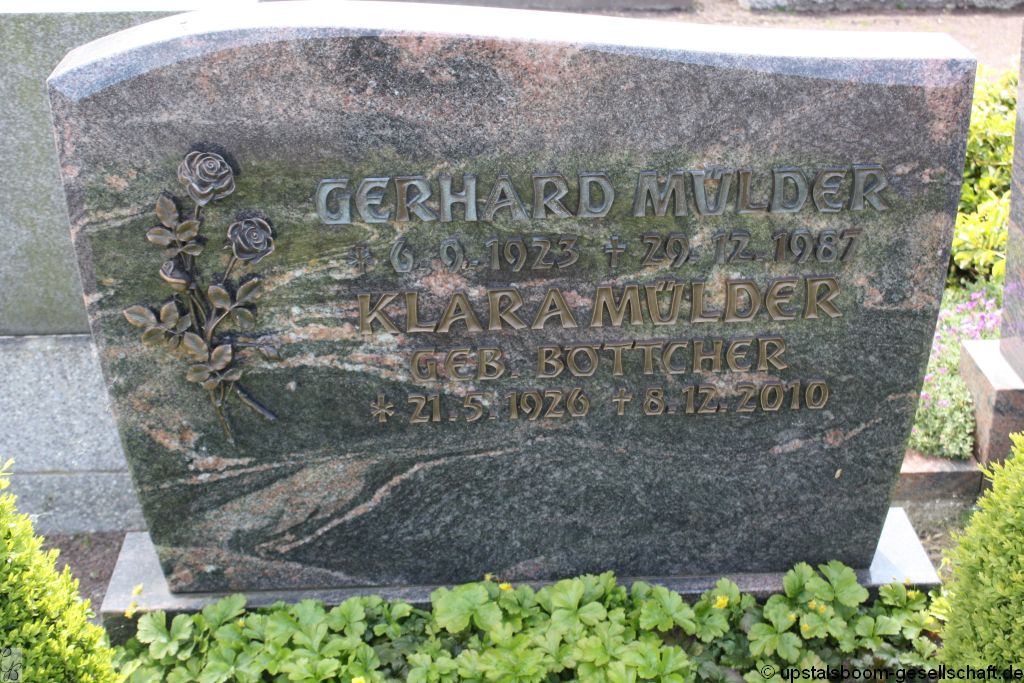 GERHARD MÜLDER
* 6. 9. 1923 † 29. 12. 1987
KLARA MÜLDER
GEB. BÖTTCHER
* 21. 5. 1926 † 8. 12. 2010
© upstalsboom-gesellschaft.de